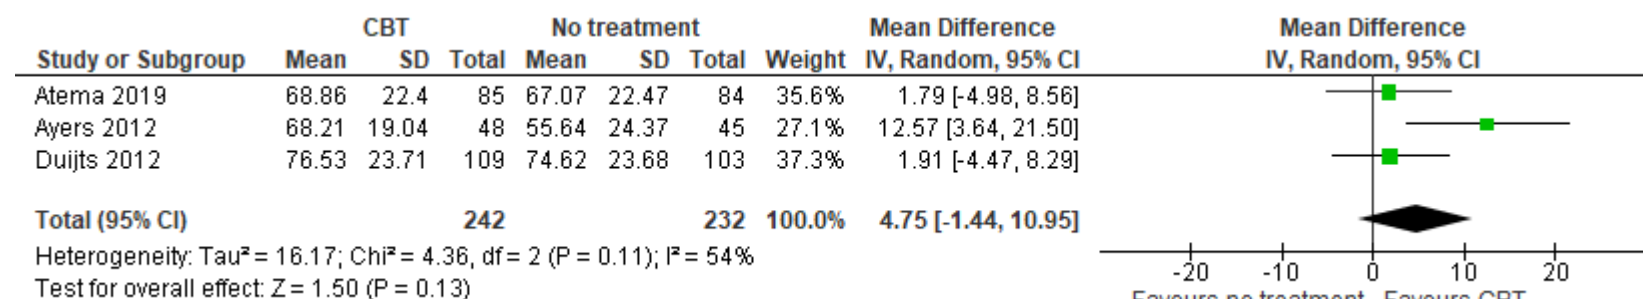 CBT No treatment Mean Difference Mean Difference
Study or Subgroup Mean SD Total Mean SD Total Weight IV, Random, 95% CI IV, Random, 95% CI
Atema 2019 68.86 22.4 85 67.07 22.47 84 35.6% 1.79 [-4.98, 8.56]
Ayers 2012 68.21 19.04 48 55.64 24.37 45 27.1% 12.57 [3.64, 21.50]
Duijts 2012 76.53 23.71 109 74.62 23.68 103 37.3% 1.91 [-4.47, 8.29]
Total (95% CI) 242 232 100.0% 4.75 [-1.44, 10.95]
Heterogeneity: Tau² = 16.17; Chi² = 4.36, df = 2 (P = 0.11); I² = 54%
-20 -10 0 10 20
Test for overall effect: Z = 1.50 (P = 0.13)
Favours no treatment Favours CBT